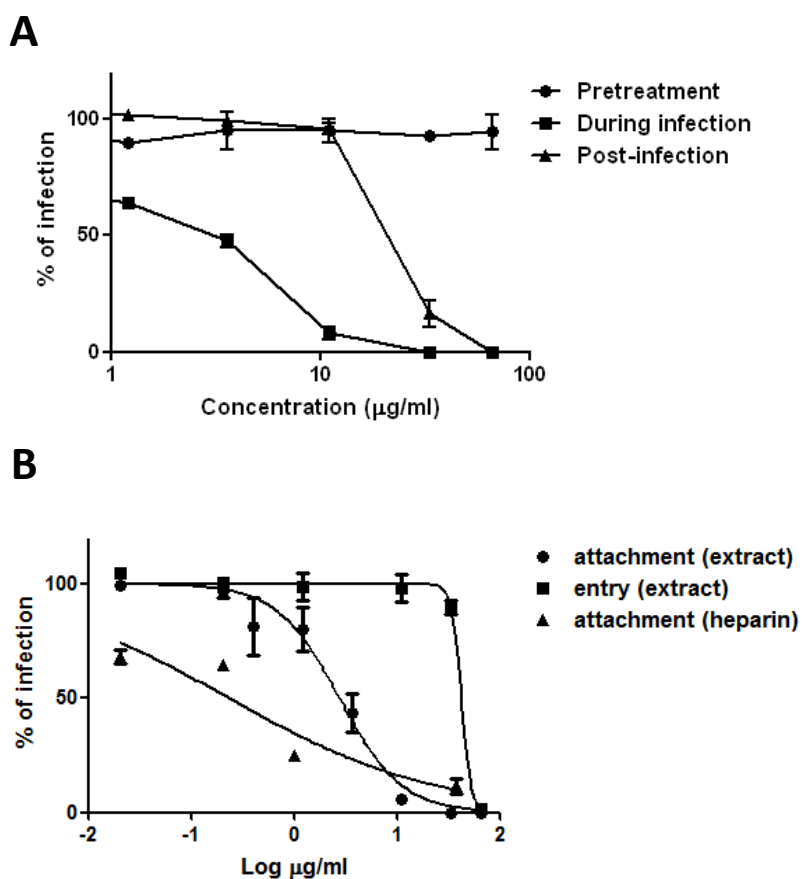 A
Pretreatment
During infection
Post-infection
% of infection
100
50
0
1
10
100
Concentration (μg/ml)
B
attachment (extract)
entry (extract)
attachment (heparin)
% of infection
100
50
0
-2
-1
0
1
2
Log μg/ml